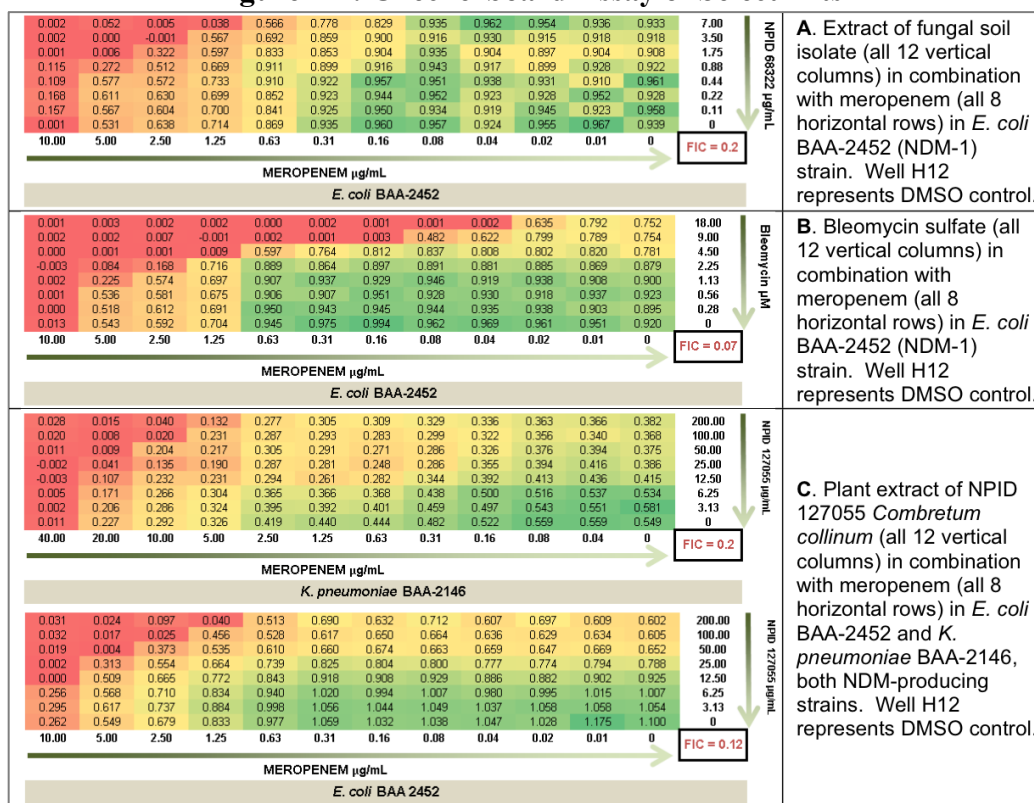 0.002 0.052 0.005 0.038 0.566 0.778 0.829 0.935 0.962 0.954 0.936 0.933 7.00
0.002 0.000 -0.001 0.567 0.692 0.859 0.900 0.916 0.930 0.915 0.918 0.918 3.50
0.001 0.006 0.322 0.597 0.833 0.855 0.904 0.935 0.904 0.897 0.904 0.908 1.75
0.115 0.272 0.512 0.669 0.911 0.899 0.916 0.943 0.917 0.899 0.928 0.922 0.88
0.109 0.577 0.572 0.733 0.910 0.922 0.957 0.951 0.938 0.931 0.910 0.961 0.44
0.168 0.611 0.630 0.699 0.852 0.923 0.944 0.952 0.923 0.928 0.952 0.928 0.22
0.157 0.567 0.604 0.700 0.841 0.925 0.950 0.934 0.919 0.945 0.923 0.958 0.11
0.001 0.531 0.638 0.714 0.869 0.935 0.960 0.957 0.924 0.955 0.967 0.939 0
10.00 5.00 2.50 1.25 0.63 0.31 0.16 0.08 0.04 0.02 0.01 0
NPID 68322 µg/mL
FIC = 0.2
MEROPENEM µg/mL
E. coli BAA-2452
A. Extract of fungal soil
isolate (all 12 vertical
columns) in combination
with meropenem (all 8
horizontal rows) in E. coli
BAA-2452 (NDM-1)
strain. Well H12
represents DMSO control.
0.001 0.003 0.002 0.002 0.000 0.002 0.001 0.001 0.002 0.635 0.792 0.752 18.00
0.002 0.002 0.007 -0.001 0.002 0.001 0.003 0.482 0.622 0.799 0.789 0.754 9.00
0.000 0.001 0.001 0.009 0.597 0.764 0.812 0.837 0.808 0.802 0.820 0.781 4.50
-0.003 0.084 0.168 0.716 0.889 0.864 0.897 0.891 0.881 0.885 0.869 0.879 2.25
0.002 0.225 0.574 0.697 0.907 0.937 0.929 0.946 0.919 0.938 0.908 0.900 1.13
0.001 0.536 0.581 0.675 0.906 0.907 0.951 0.928 0.930 0.918 0.937 0.923 0.56
0.000 0.518 0.612 0.691 0.950 0.943 0.945 0.944 0.935 0.938 0.903 0.895 0.28
0.013 0.543 0.592 0.704 0.945 0.975 0.994 0.962 0.969 0.961 0.951 0.920 0
10.00 5.00 2.50 1.25 0.63 0.31 0.16 0.08 0.04 0.02 0.01 0
Bleomycin µM
FIC = 0.07
MEROPENEM µg/mL
E. coli BAA-2452
B. Bleomycin sulfate (all
12 vertical columns) in
combination with
meropenem (all 8
horizontal rows) in E. coli
BAA-2452 (NDM-1)
strain. Well H12
represents DMSO control.
0.028 0.015 0.040 0.132 0.277 0.305 0.309 0.329 0.336 0.363 0.366 0.382 200.00
0.020 0.008 0.020 0.231 0.287 0.293 0.283 0.299 0.322 0.356 0.340 0.368 100.00
0.011 0.009 0.204 0.217 0.305 0.291 0.271 0.286 0.326 0.376 0.394 0.375 50.00
-0.002 0.041 0.135 0.190 0.287 0.281 0.248 0.286 0.355 0.394 0.416 0.386 25.00
-0.003 0.107 0.232 0.231 0.294 0.261 0.282 0.344 0.392 0.413 0.436 0.415 12.50
0.005 0.171 0.266 0.304 0.365 0.366 0.368 0.438 0.500 0.516 0.537 0.534 6.25
0.002 0.206 0.286 0.324 0.395 0.392 0.401 0.459 0.497 0.543 0.551 0.581 3.13
0.011 0.227 0.292 0.326 0.419 0.440 0.444 0.482 0.522 0.559 0.559 0.549 0
40.00 20.00 10.00 5.00 2.50 1.25 0.63 0.31 0.16 0.08 0.04 0
NPID 127055 µg/mL
FIC = 0.2
MEROPENEM µg/mL
K. pneumoniae BAA-2146
0.031 0.024 0.097 0.040 0.513 0.690 0.632 0.712 0.607 0.697 0.609 0.602 200.00
0.032 0.017 0.025 0.456 0.528 0.617 0.650 0.664 0.636 0.629 0.634 0.605 100.00
0.019 0.004 0.373 0.535 0.610 0.660 0.674 0.663 0.659 0.647 0.669 0.652 50.00
0.002 0.313 0.554 0.664 0.739 0.825 0.804 0.800 0.777 0.774 0.794 0.788 25.00
0.000 0.509 0.665 0.772 0.843 0.918 0.908 0.929 0.886 0.882 0.902 0.925 12.50
0.256 0.568 0.710 0.834 0.940 1.020 0.994 1.007 0.980 0.995 1.015 1.007 6.25
0.295 0.617 0.737 0.884 0.998 1.056 1.044 1.049 1.038 1.058 1.058 1.054 3.13
0.262 0.549 0.679 0.833 0.977 1.059 1.032 1.037 1.047 1.028 1.175 1.100 0
10.00 5.00 2.50 1.25 0.63 0.31 0.16 0.08 0.04 0.02 0.01 0
NPID 127055 µg/mL
FIC = 0.12
MEROPENEM µg/mL
E. coli BAA 2452
C. Plant extract of NPID
127055 Combretum
collinum (all 12 vertical
columns) in combination
with meropenem (all 8
horizontal rows) in E. coli
BAA-2452 and K.
pneumoniae BAA-2146,
both NDM-producing
strains. Well H12
represents DMSO control.